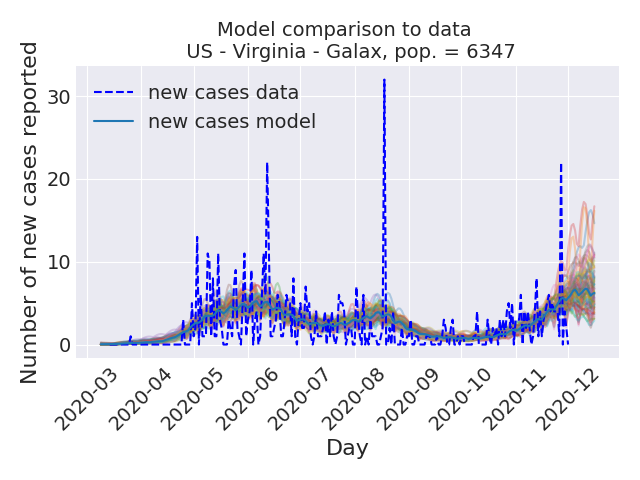 Model comparison to data
US - Virginia - Galax, pop. = 6347
Number of new cases reported
30
20
10
0
new cases data
new cases model
2020-03
2020-04
2020-05
2020-06
2020-07
2020-08
2020-09
2020-10
2020-11
2020-12
Day